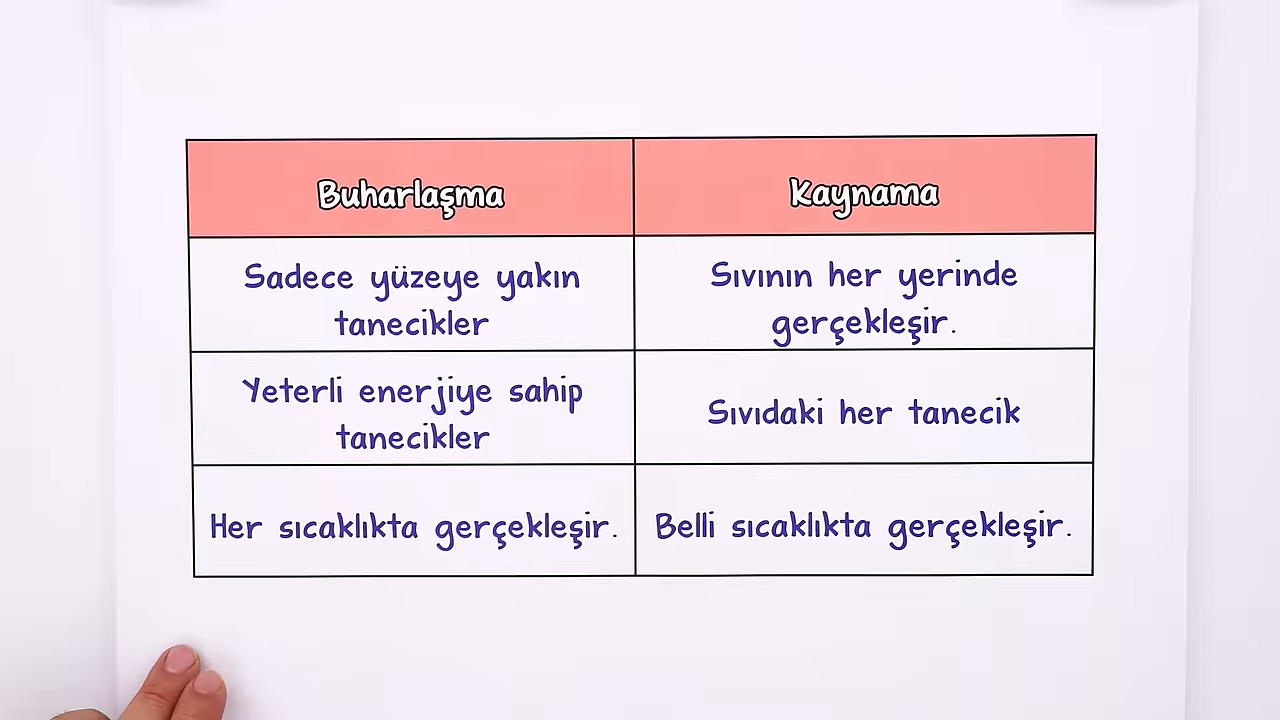 Buharlaşma
Kaynama
Sadece yüzeye yakın
tanecikler
Sıvının her yerinde
gerçekleşir.
Yeterli enerjiye sahip
tanecikler
Sıvıdaki her tanecik
Her sıcaklıkta gerçekleşir.
Belli sıcaklıkta gerçekleşir.